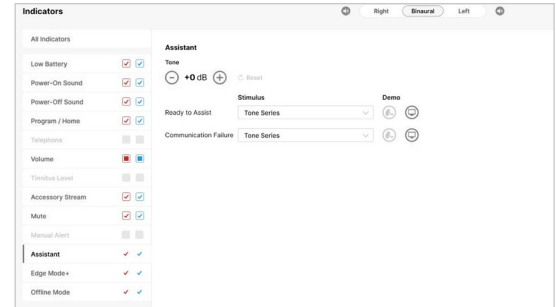 Indicators
Right Binaural Left
All Indicators
Low Battery
Power-On Sound
Power-Off Sound
Program / Home
Telephone
Volume
Tinnitus Level
Accessory Stream
Mute
Manual Alert
Assistant
Edge Mode+
Offline Mode
Assistant
Tone
+0 dB Reset
Stimulus Demo
Ready to Assist Tone Series
Communication Failure Tone Series